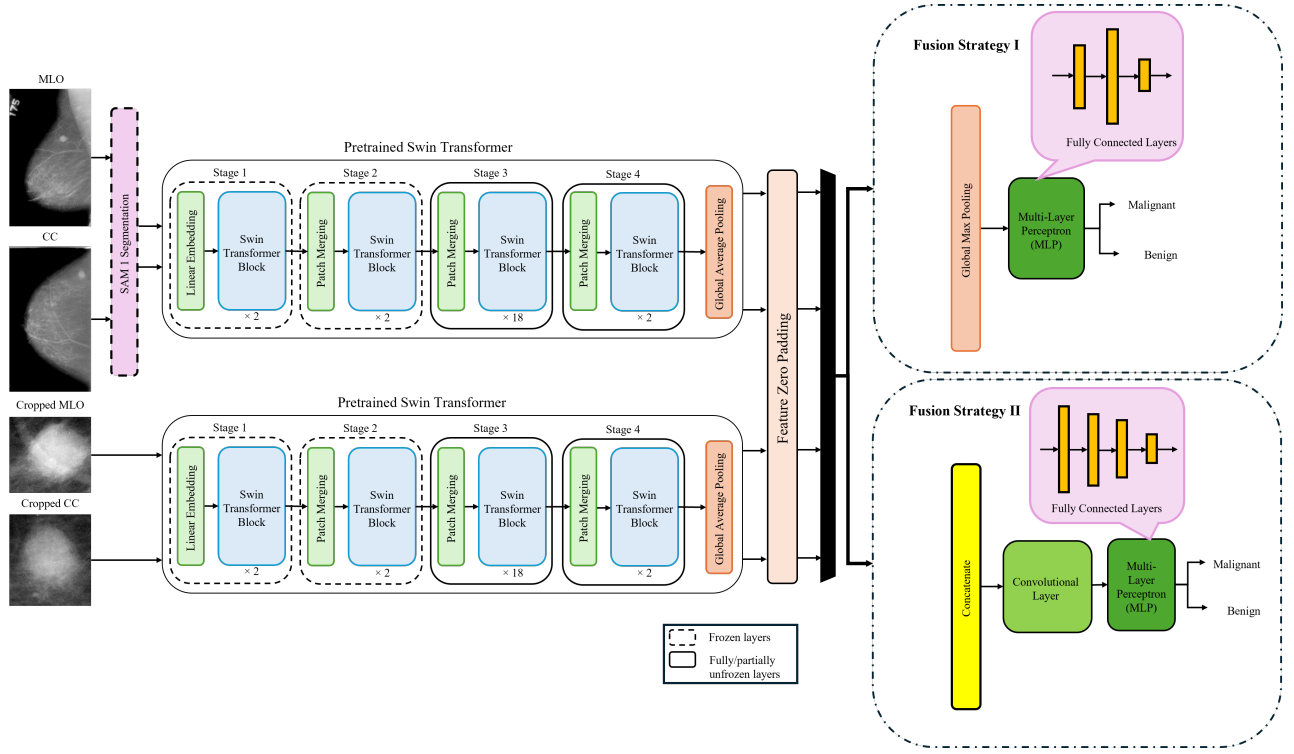 MLO
175
CC
Cropped MLO
Cropped CC
SAM 1 Segmentation
Pretrained Swin Transformer
Stage 1
Stage 2
Stage 3
Stage 4
Linear Embedding
Swin
Transformer
Block
× 2
Patch Merging
Swin
Transformer
Block
× 2
Patch Merging
Swin
Transformer
Block
× 18
Patch Merging
Swin
Transformer
Block
× 2
Global Average Pooling
Pretrained Swin Transformer
Stage 1
Stage 2
Stage 3
Stage 4
Linear Embedding
Swin
Transformer
Block
× 2
Patch Merging
Swin
Transformer
Block
× 2
Patch Merging
Swin
Transformer
Block
× 18
Patch Merging
Swin
Transformer
Block
× 2
Global Average Pooling
Feature Zero Padding
Frozen layers
Fully/partially
unfrozen layers
Fusion Strategy I
Fully Connected Layers
Global Max Pooling
Multi-Layer
Perceptron
(MLP)
Malignant
Benign
Fusion Strategy II
Fully Connected Layers
Concatenate
Convolutional
Layer
Multi-
Layer
Perceptron
(MLP)
Malignant
Benign